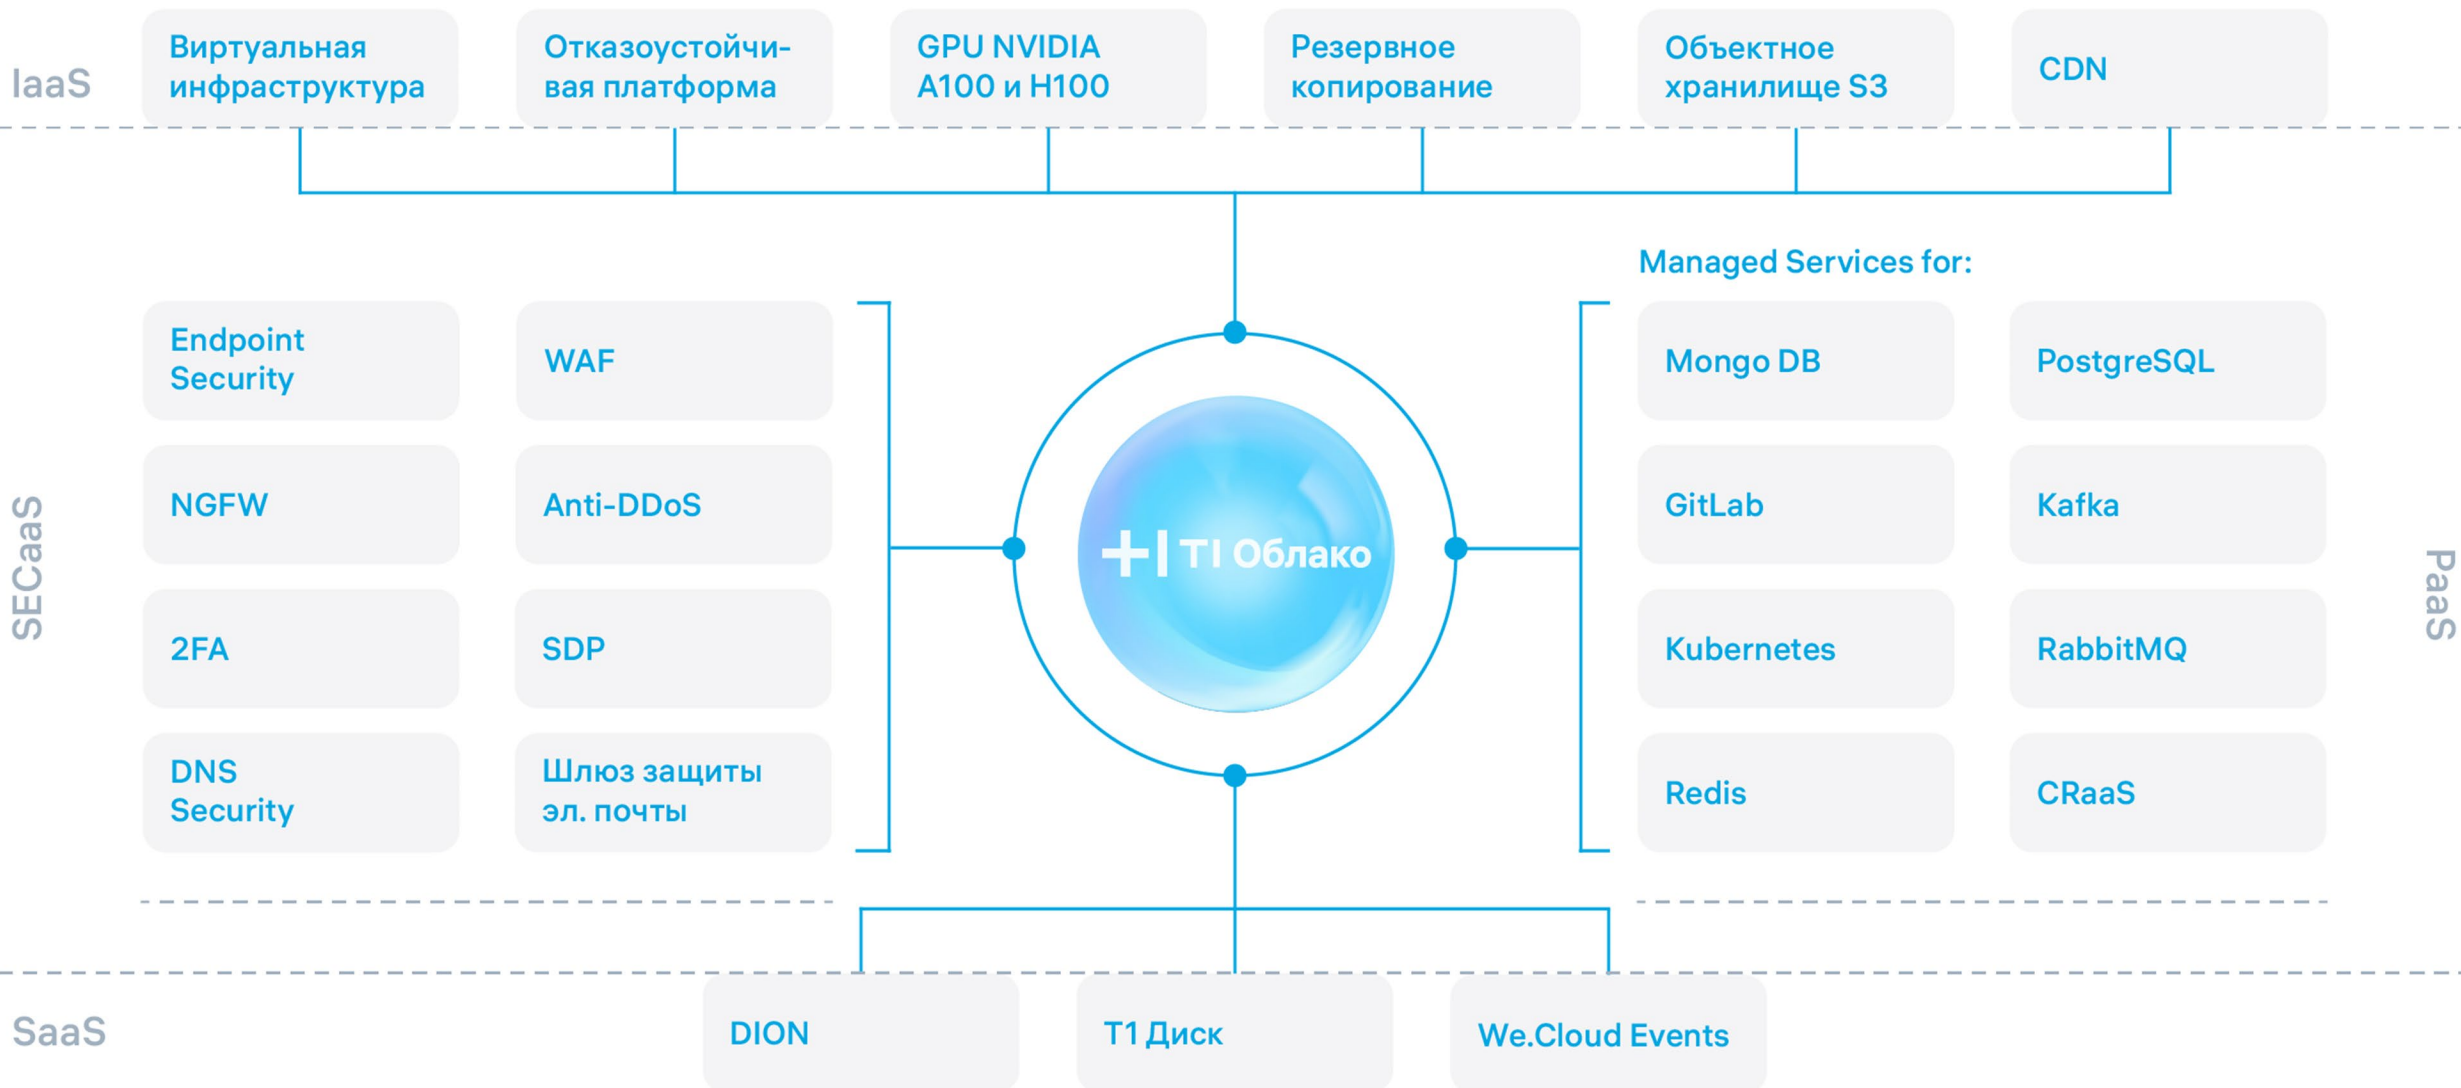 IaaS
Виртуальная
инфраструктура
Отказоустойчи-
вая платформа
GPU NVIDIA
A100 и H100
Резервное
копирование
Объектное
хранилище S3
CDN
SECaaS
Endpoint
Security
WAF
NGFW
Anti-DDoS
2FA
SDP
DNS
Security
Шлюз защиты
эл. почты
TI Облако
Managed Services for:
Mongo DB
PostgreSQL
GitLab
Kafka
Kubernetes
RabbitMQ
Redis
CRaaS
PaaS
SaaS
DION
T1 Диск
We.Cloud Events